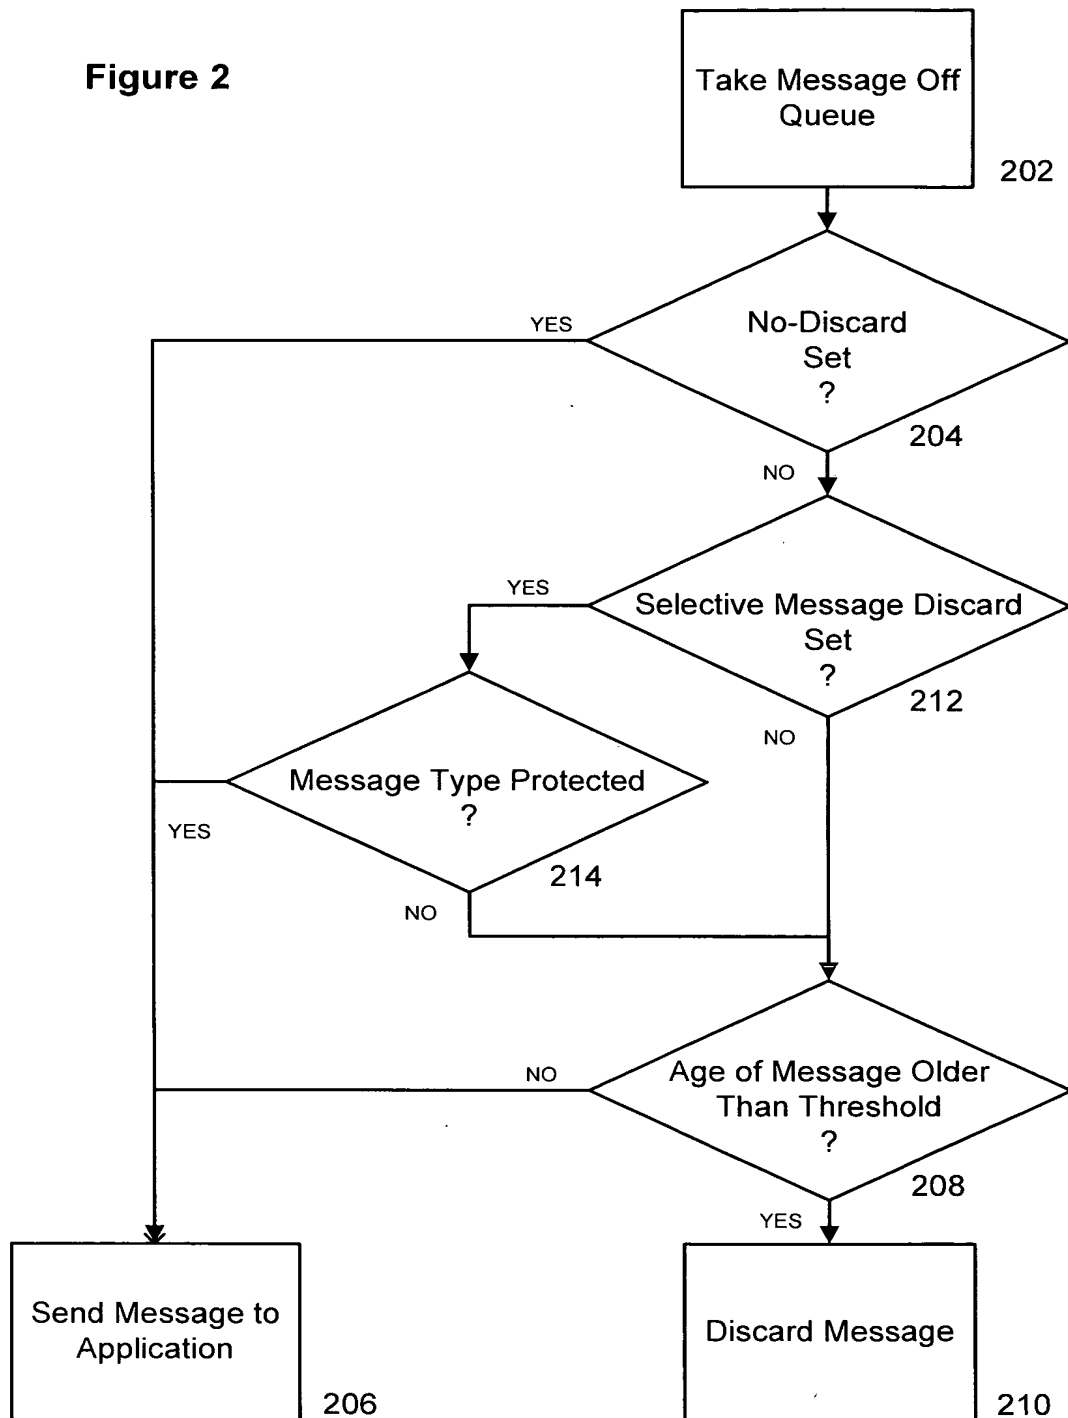 Figure 2
Take Message Off
Queue
202
YES
No-Discard
Set
?
204
NO
YES
Selective Message Discard
Set
?
212
NO
Message Type Protected
?
YES
214
NO
NO
Age of Message Older
Than Threshold
?
208
YES
Send Message to
Application
206
Discard Message
210